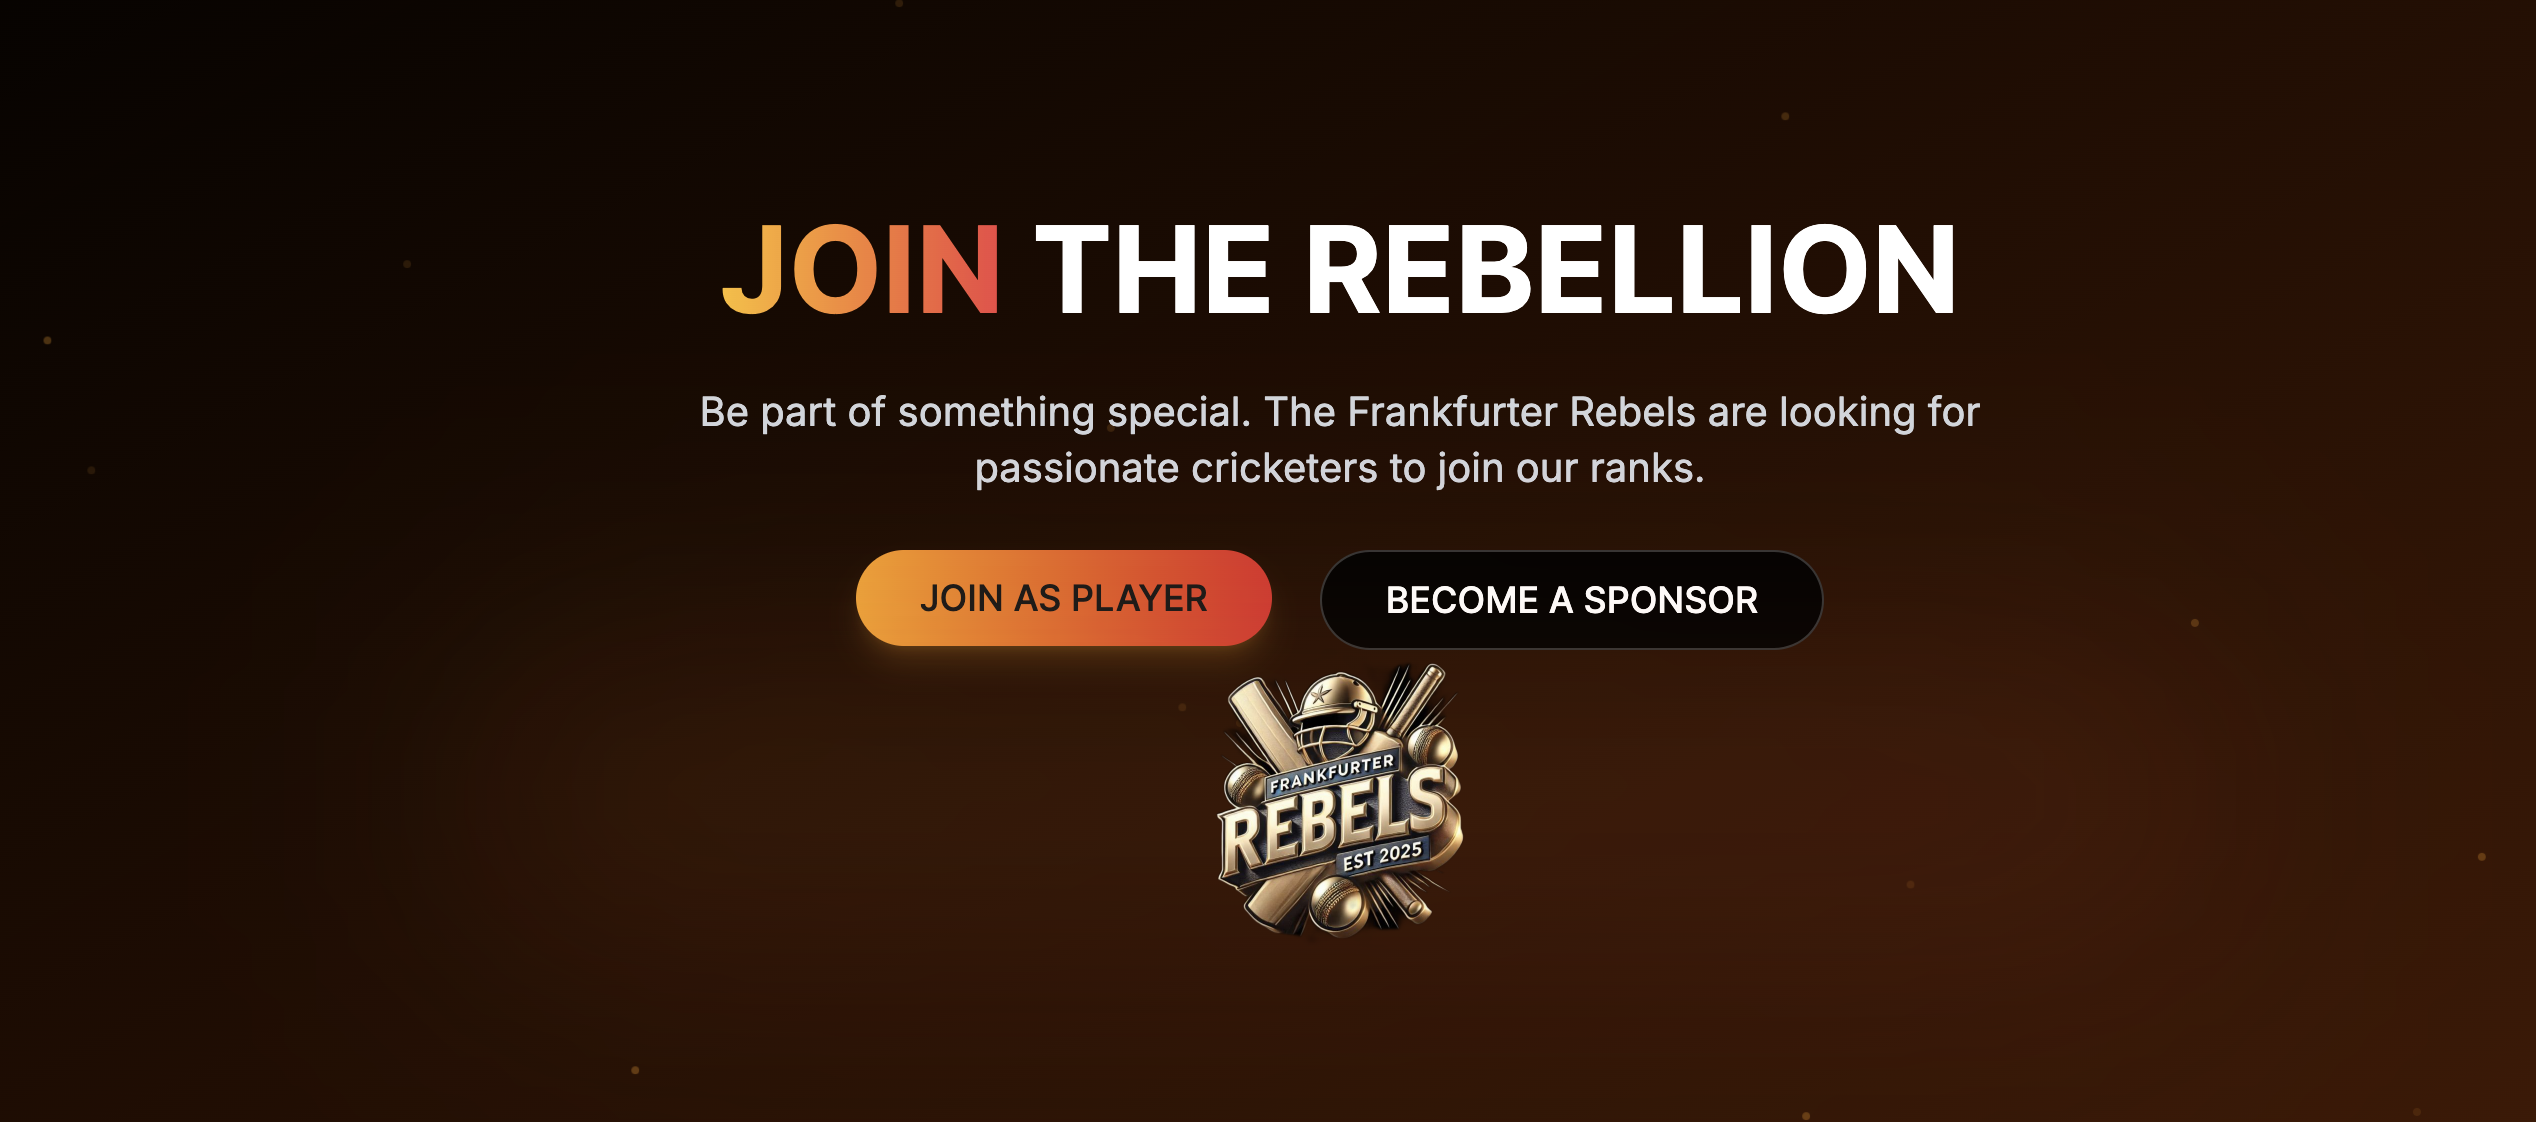 JOIN THE REBELLION
Be part of something special. The Frankfurter Rebels are looking for
passionate cricketers to join our ranks.
JOIN AS PLAYER
BECOME A SPONSOR
FRANKFURTER
REBELS
EST 2025